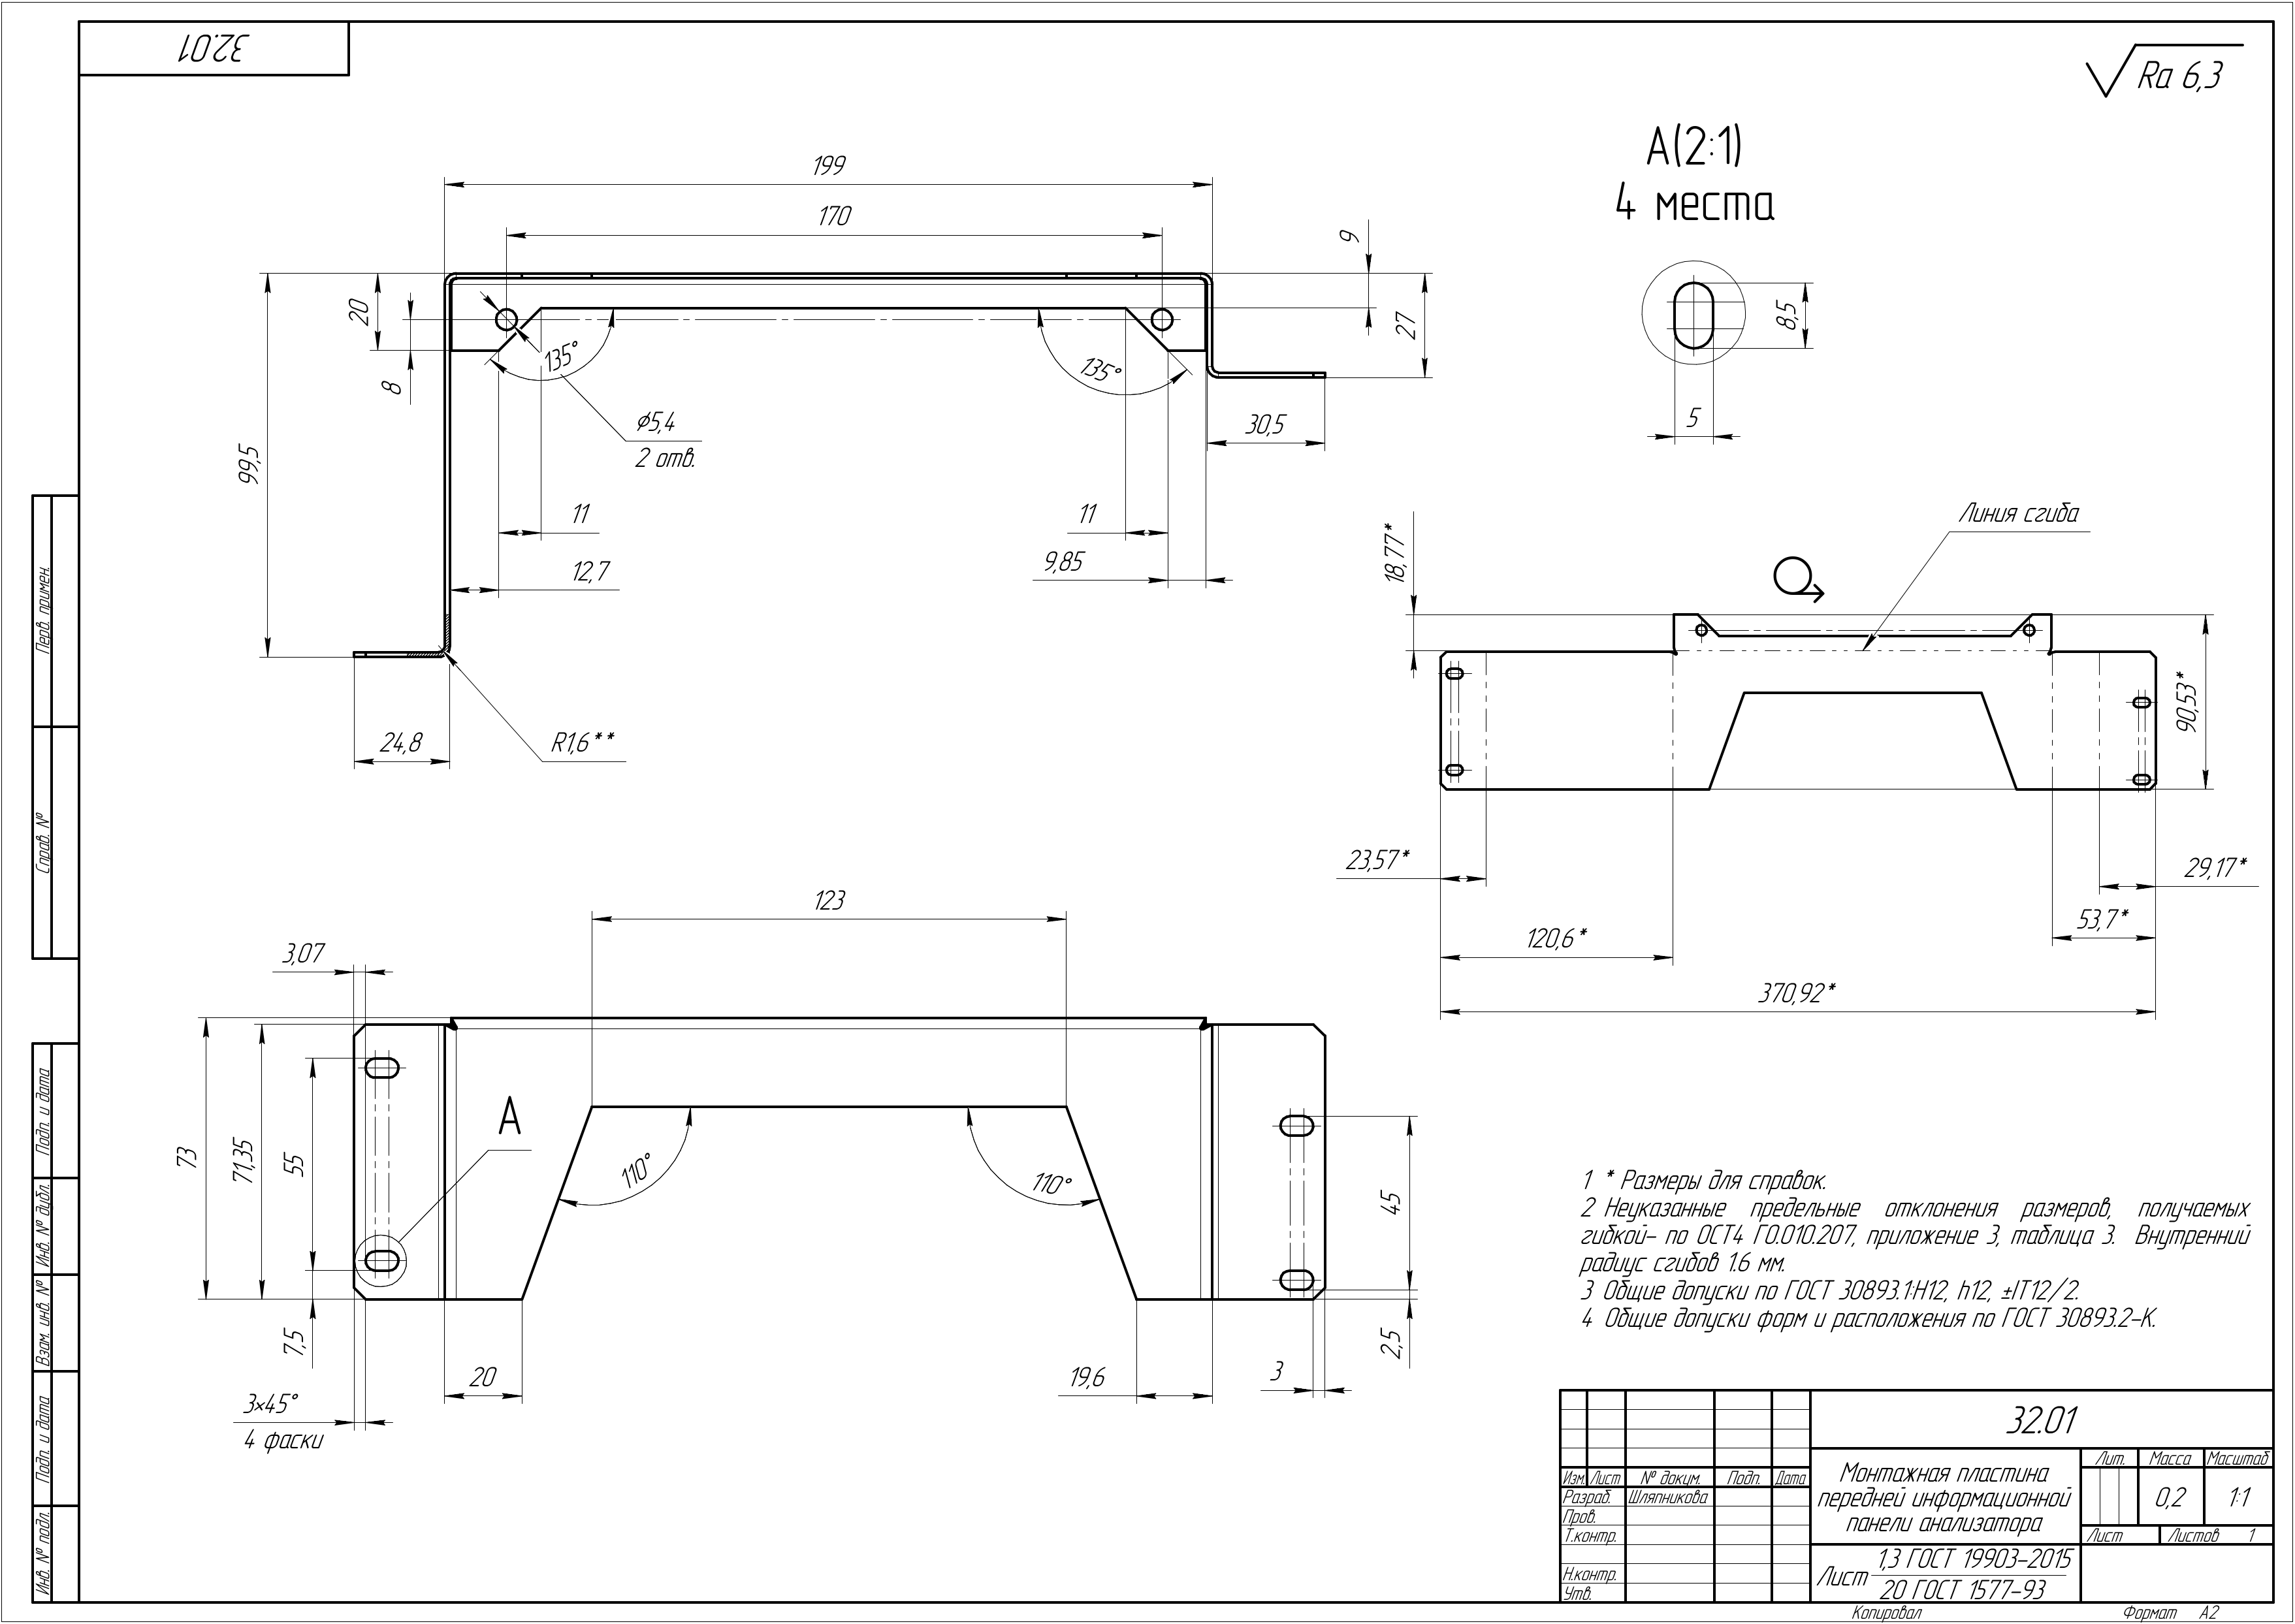 32.01
Ra 6,3
199
170
9
27
20
8
99,5
135°
135°
⌀5,4
2 отв.
30,5
11
11
12,7
9,85
24,8
R1,6**
А(2:1)
4 места
8,5
5
Линия сгиба
18,77*
90,53*
23,57*
29,17*
120,6*
53,7*
370,92*
123
3,07
73
71,35
55
А
110°
110°
45
7,5
2,5
20
19,6
3
3×45°
4 фаски
1 * Размеры для справок.
2 Неуказанные предельные отклонения размеров, получаемых
гибкой- по ОСТ4 ГО.010.207, приложение 3, таблица 3. Внутренний
радиус сгибов 1.6 мм.
3 Общие допуски по ГОСТ 30893.1:Н12, h12, ±IT12/2.
4 Общие допуски форм и расположения по ГОСТ 30893.2-К.
Перв. примен.
Справ. №
Подп. и дата
Инв. № дубл.
Взам. инв. №
Подп. и дата
Инв. № подл.
32.01
Изм. Лист № докум. Подп. Дата
Разраб. Шляпникова
Пров.
Т.контр.
Н.контр.
Утв.
Монтажная пластина
передней информационной
панели анализатора
Лит. Масса Масштаб
0,2 1:1
Лист Листов 1
Лист 1,3 ГОСТ 19903-2015
20 ГОСТ 1577-93
Копировал Формат А2